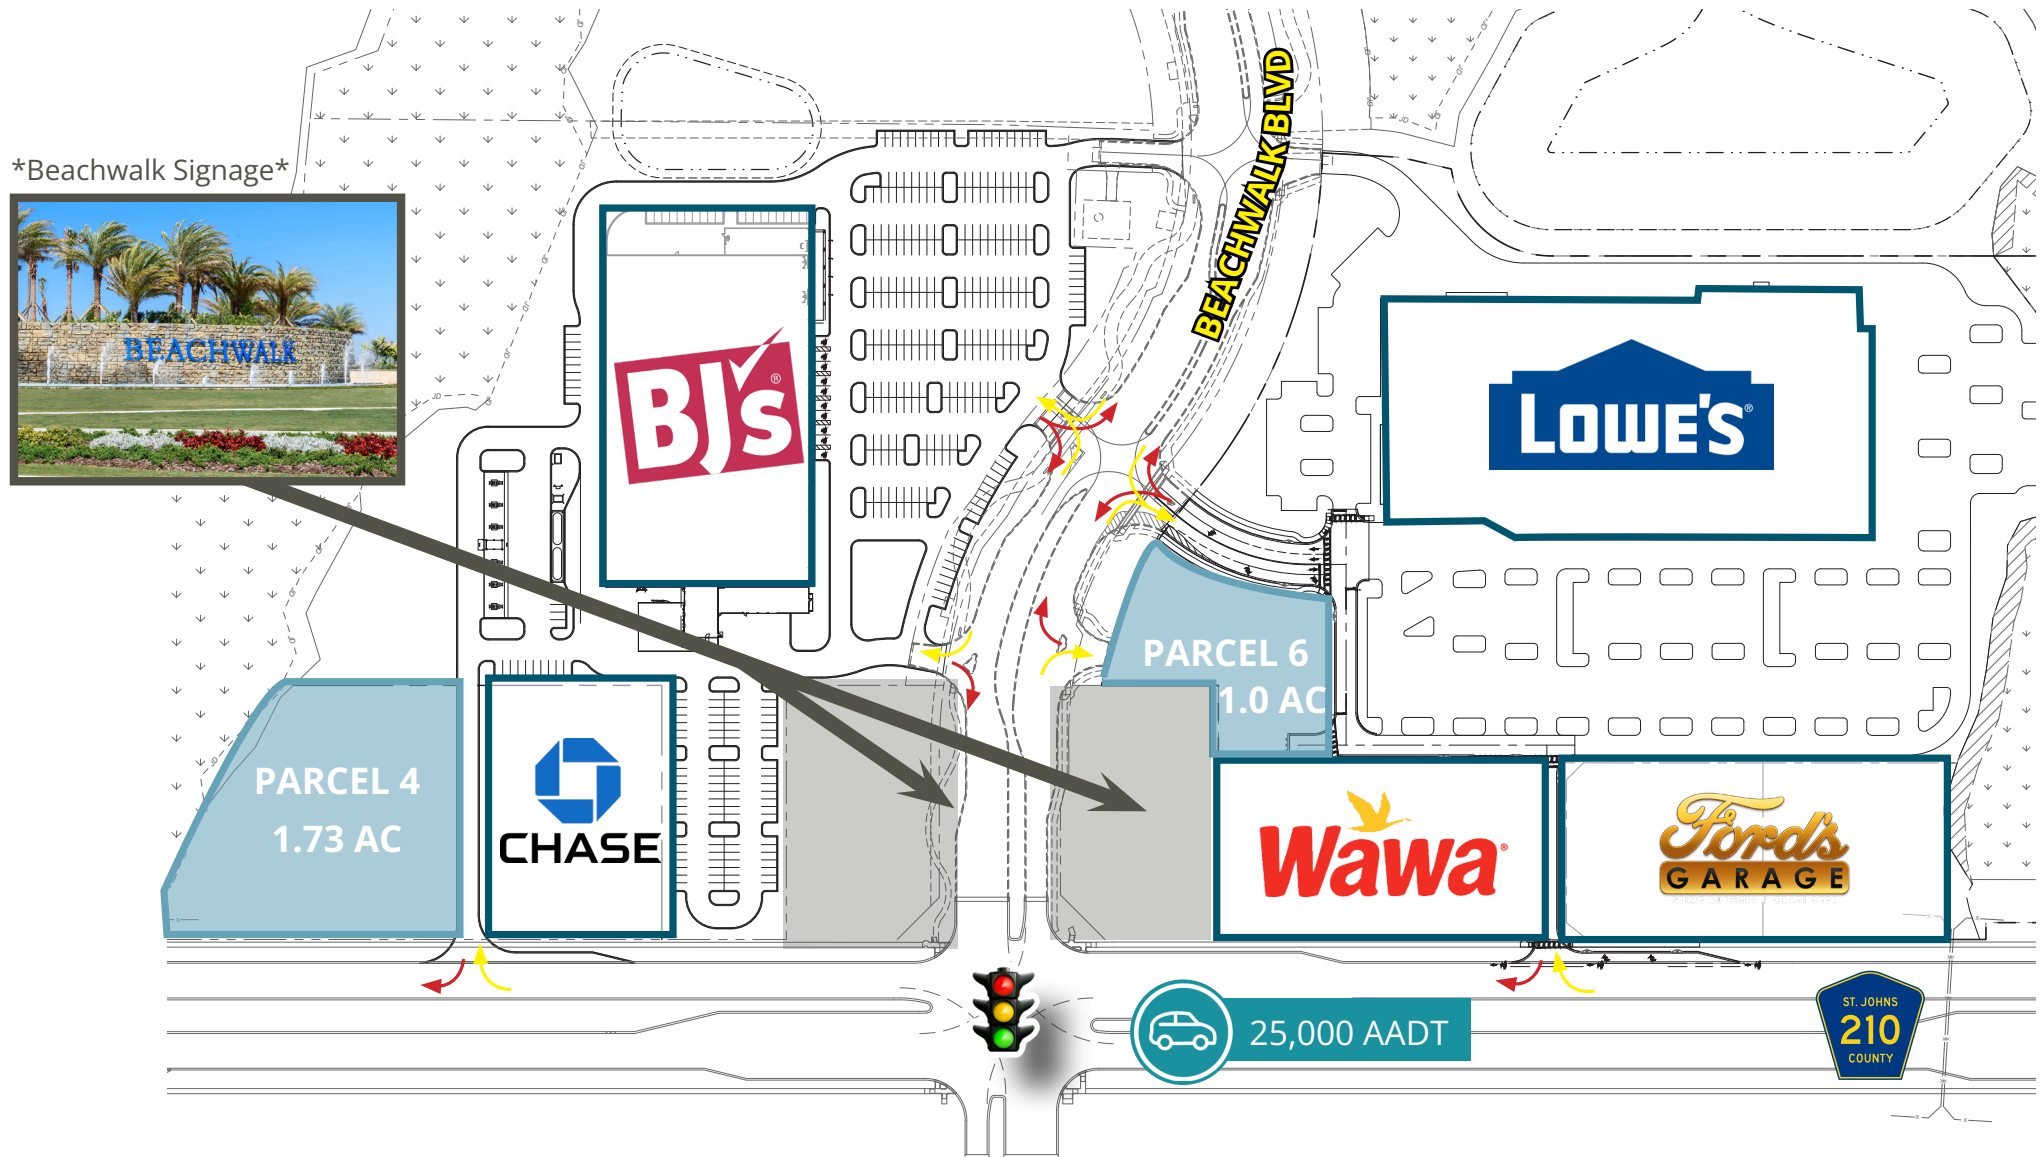 BEACHWALK BLVD
*Beachwalk Signage*
BEACHWALK
BJ's®
LOWE'S®
PARCEL 6
1.0 AC
PARCEL 4
1.73 AC
CHASE
Wawa®
Ford's
GARAGE
25,000 AADT
ST. JOHNS
210
COUNTY